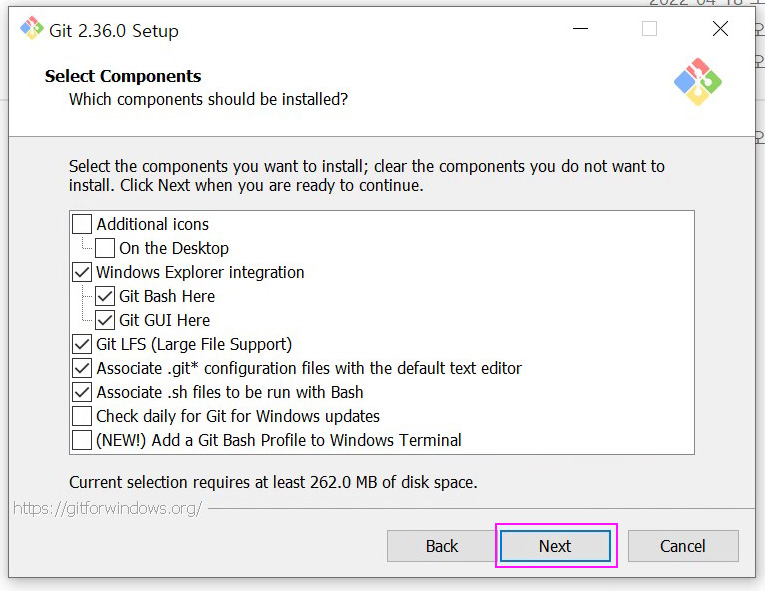 Git 2.36.0 Setup
Select Components
Which components should be installed?
Select the components you want to install; clear the components you do not want to
install. Click Next when you are ready to continue.
Additional icons
On the Desktop
Windows Explorer integration
Git Bash Here
Git GUI Here
Git LFS (Large File Support)
Associate .git* configuration files with the default text editor
Associate .sh files to be run with Bash
Check daily for Git for Windows updates
(NEW!) Add a Git Bash Profile to Windows Terminal
Current selection requires at least 262.0 MB of disk space.
https://gitforwindows.org/
Back
Next
Cancel